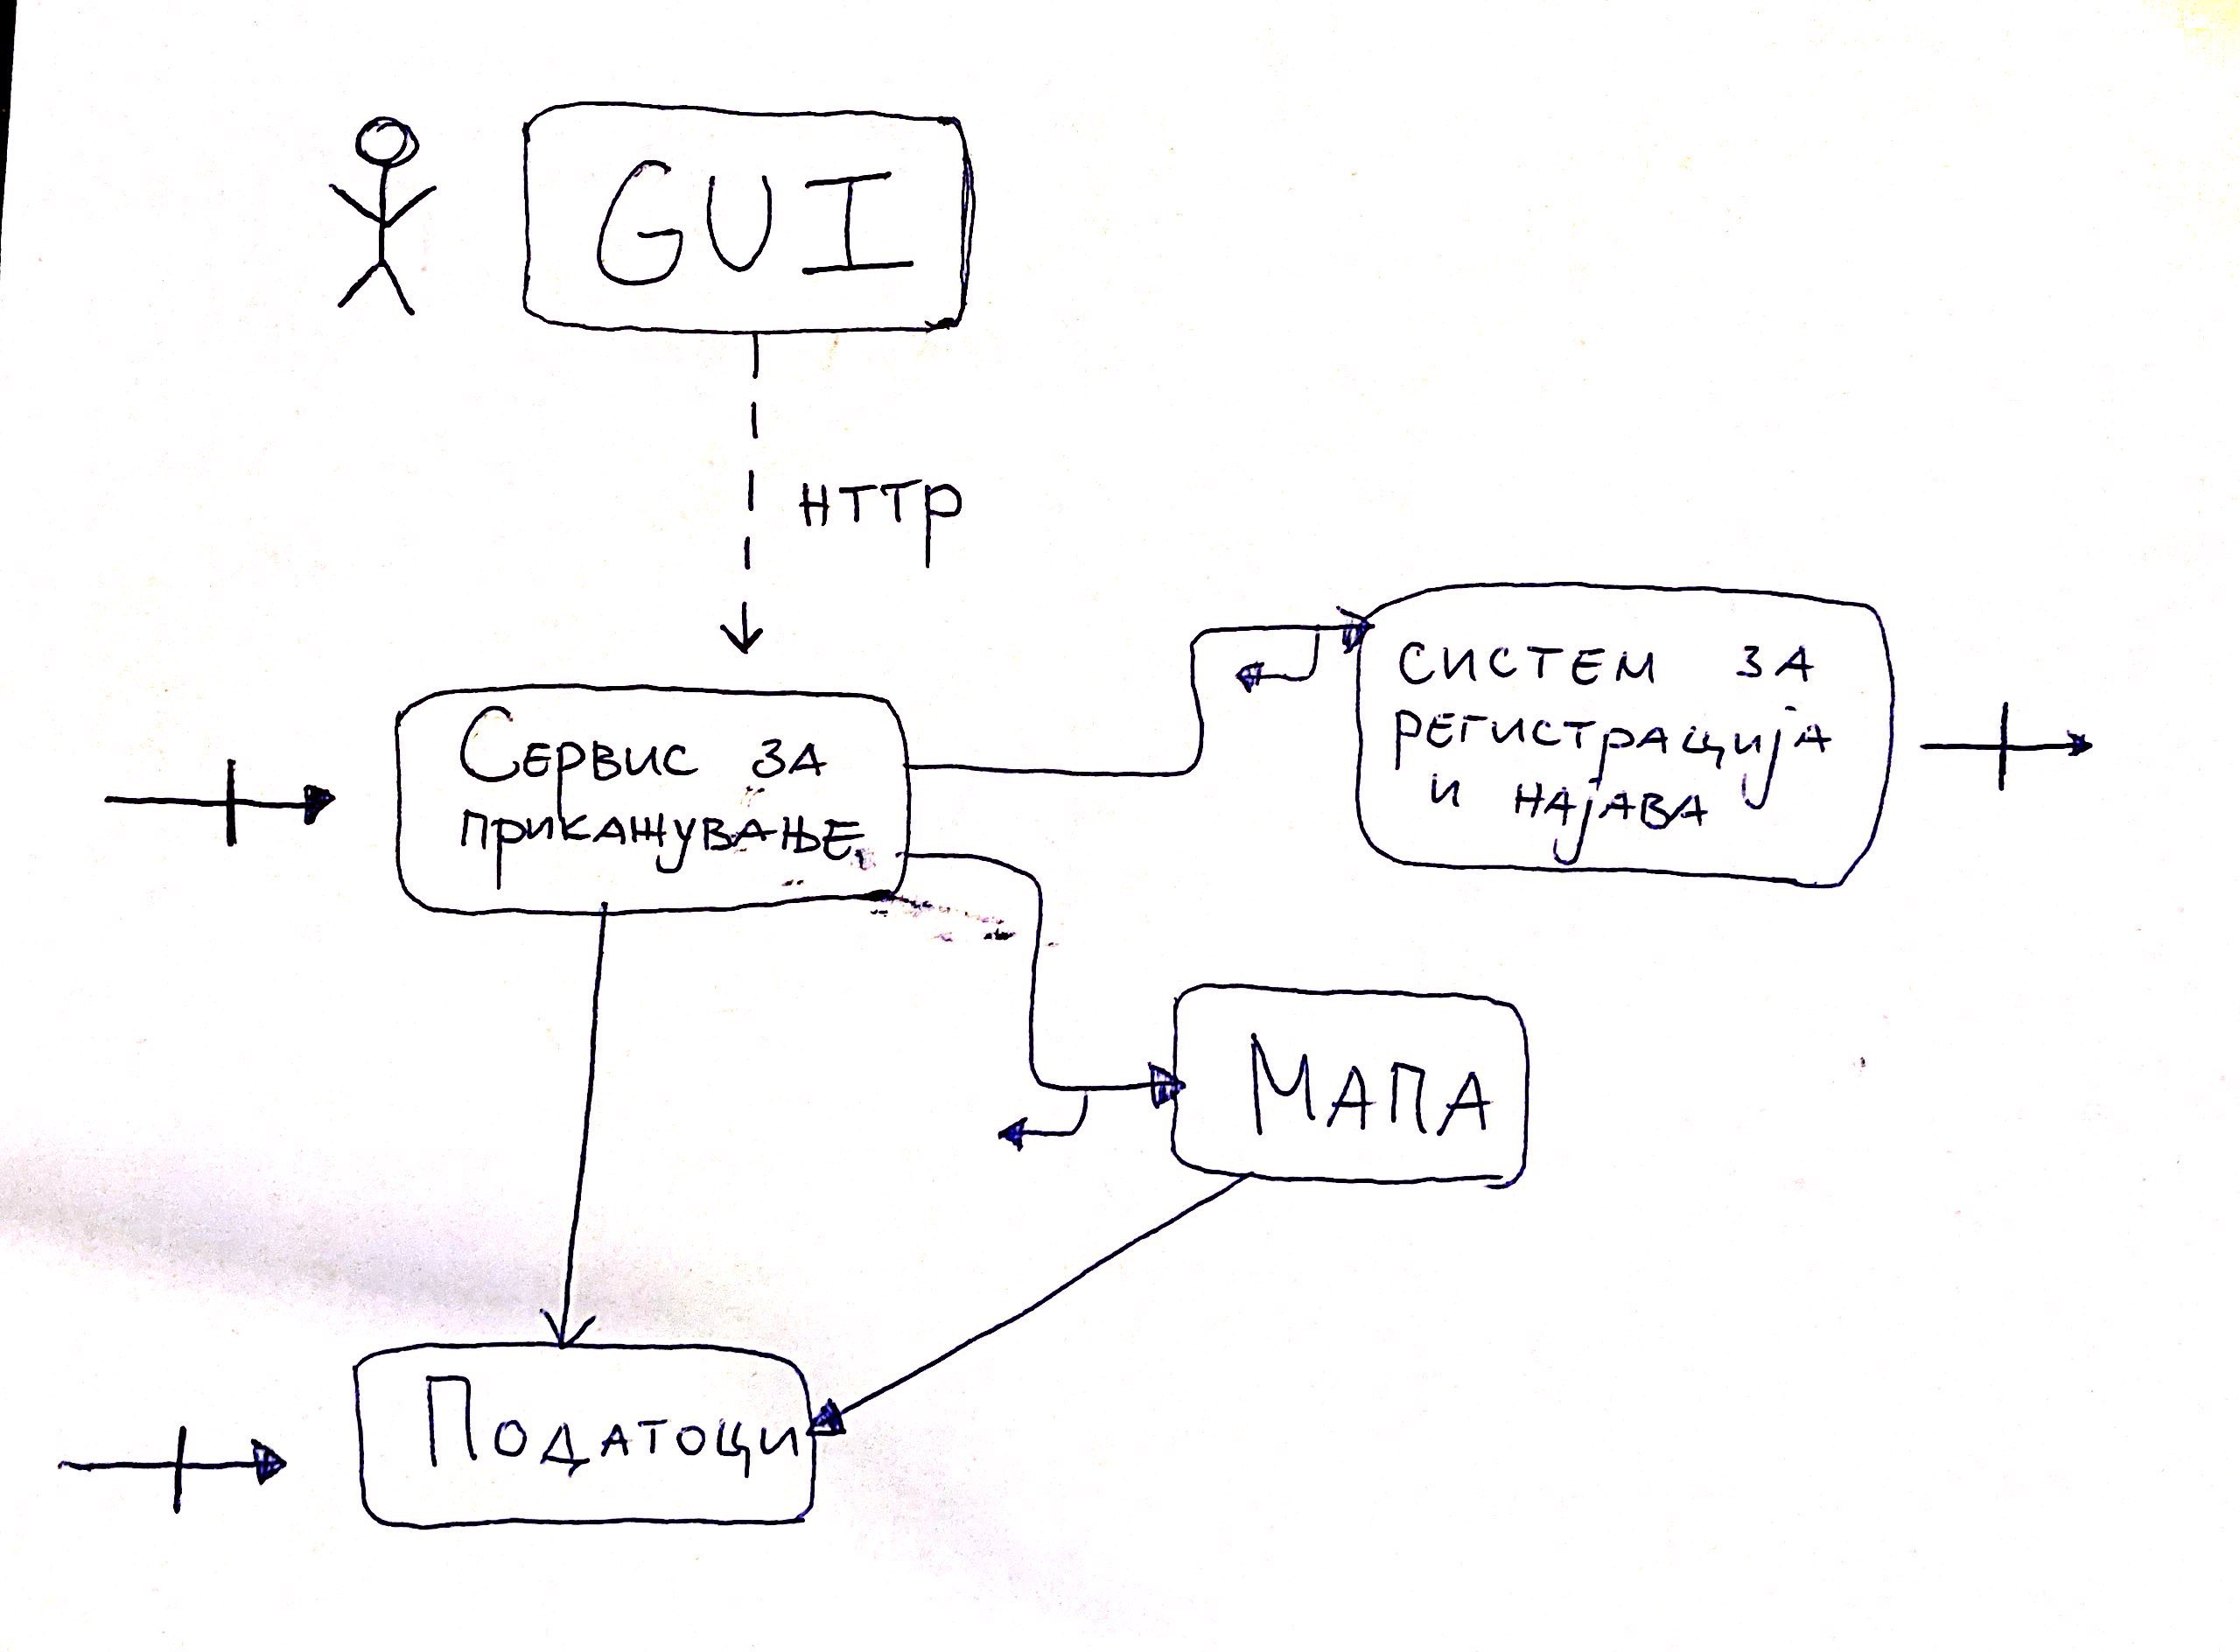 GUI
HTTP
СИСТЕМ ЗА
РЕГИСТРАЦИЈА
И НАЈАВА
СЕРВИС ЗА
ПРИКАЖУВАЊЕ
МАПА
ПОДАТОЦИ